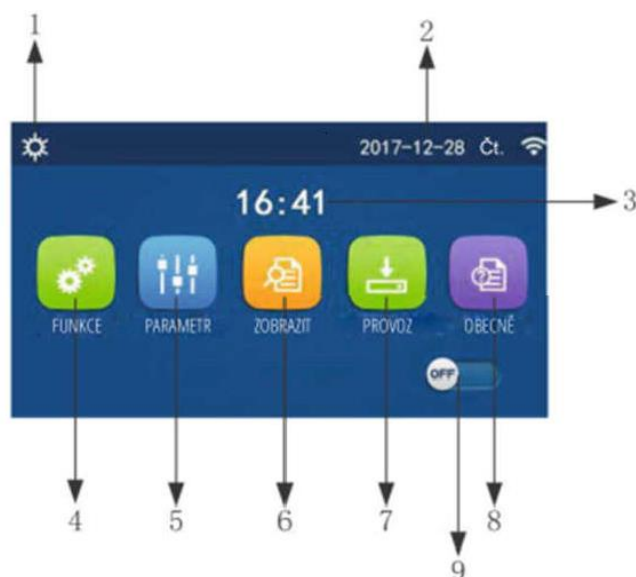 1 2
2017-12-28 Čt.
16:41 3
FUNKCE PARAMETR ZOBRAZIT PROVOZ OBECNĚ
OFF
4 5 6 7 8
9